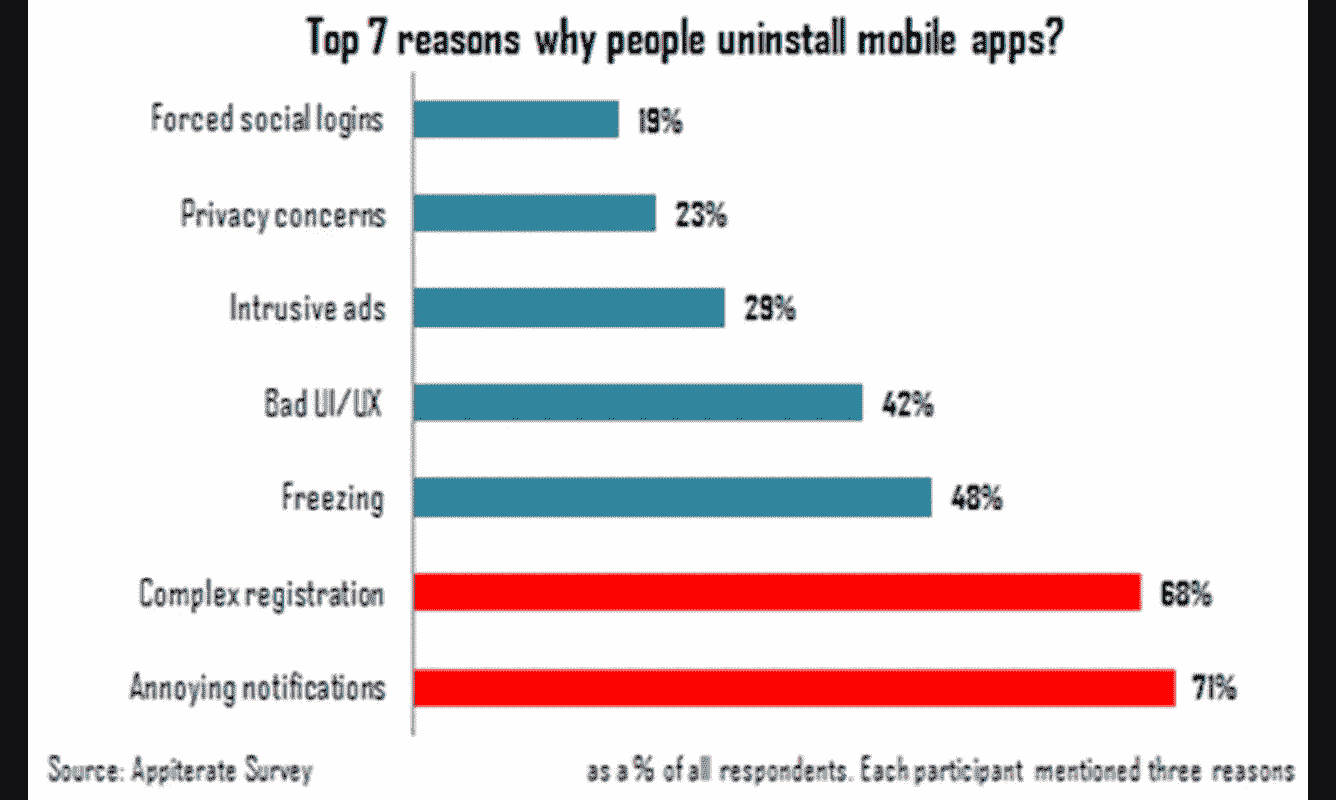 Top 7 reasons why people uninstall mobile apps?
Forced social logins 19%
Privacy concerns 23%
Intrusive ads 29%
Bad UI/UX 42%
Freezing 48%
Complex registration 68%
Annoying notifications 71%
Source: Appiterate Survey as a % of all respondents. Each participant mentioned three reasons